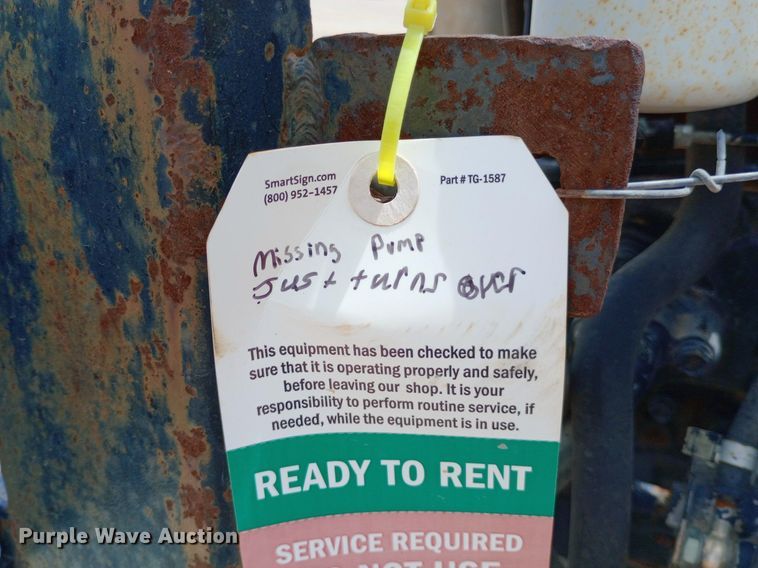 SmartSign.com
(800) 952-1457
Part # TG-1587
Missing Pump
Just turns over
This equipment has been checked to make
sure that it is operating properly and safely,
before leaving our shop. It is your
responsibility to perform routine service, if
needed, while the equipment is in use.
READY TO RENT
SERVICE REQUIRED
NOT USE
Purple Wave Auction